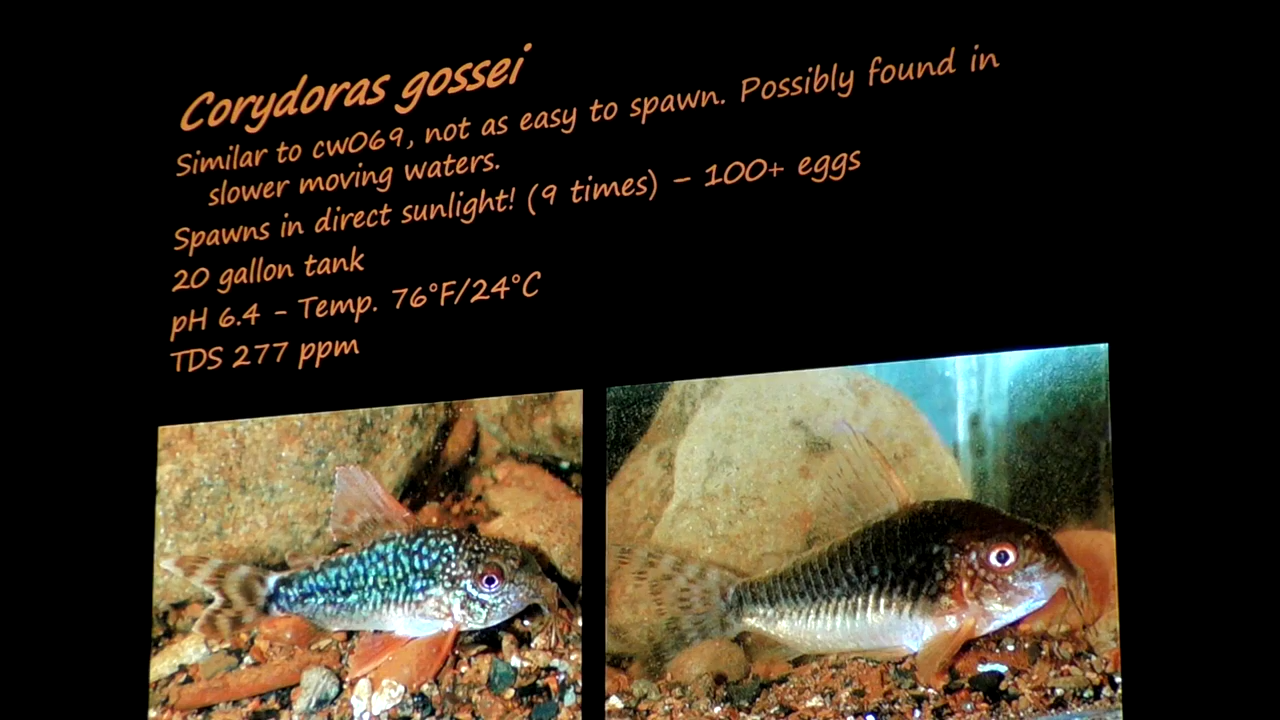 Corydoras gossei
Similar to cw069, not as easy to spawn. Possibly found in
slower moving waters.
Spawns in direct sunlight! (9 times) – 100+ eggs
20 gallon tank
pH 6.4 – Temp. 76°F/24°C
TDS 277 ppm